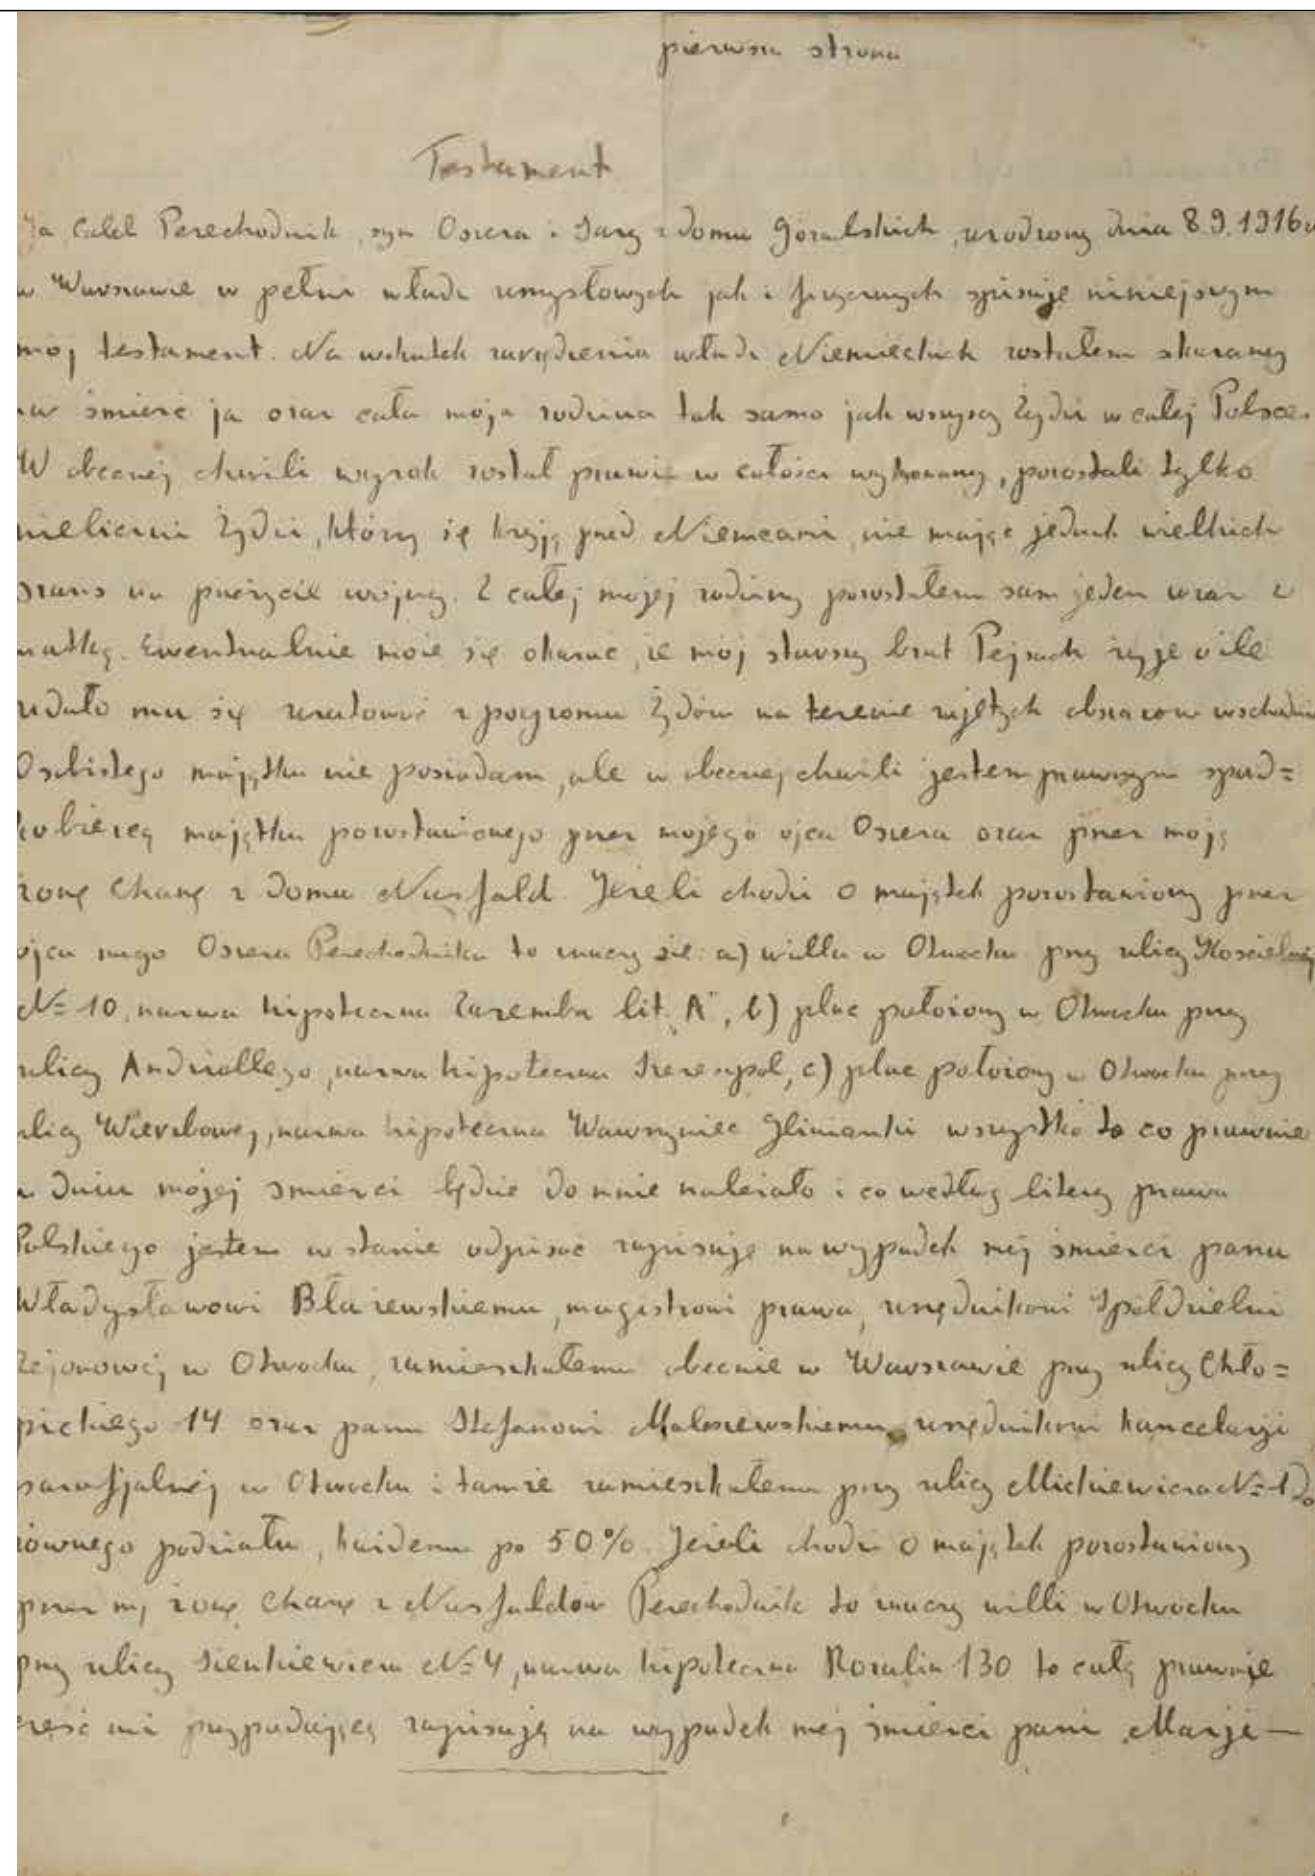 pierwsza strona
Testament
Ja, Calel Perechodnik, syn Osziera i Sary z domu Góralskich, urodzony dnia 8.9.1916
w Warszawie w pełni władz umysłowych jak i fizycznych spisuję niniejszym
mój testament. Na wskutek zarządzenia władz Niemieckich zostałem skazany
na śmierć ja oraz cała moja rodzina tak samo jak wszyscy Żydzi w całej Polsce.
W obecnej chwili wyrok został prawie w całości wykonany, pozostali tylko
nieliczni Żydzi, którzy się kryją przed Niemcami, nie mając jednak wielkich
szans na przeżycie wojny. Z całej mojej rodziny pozostałem sam jeden wraz z
matką. Ewentualnie może się okazać, że mój starszy brat Pejsach żyje o ile
udało mu się uratować z pogromu Żydów na terenie zajętych obszarów
Osobistego majątku nie posiadam, ale w obecnej chwili jestem prawnym spad=
kobiercą majątku pozostawionego przez mojego ojca Osziera oraz przez moją
żonę Chanę z domu Nusfeld. Jeżeli chodzi o majątek pozostawiony przez
ojca mego Osziera Perechodnika to znaczy się: a) willa w Otwocku przy ulicy Kościelnej
№ 10, nazwa hipoteczna Zaremba lit. "A", b) plac położony w Otwocku przy
ulicy Andriollego, nazwa hipoteczna c) plac położony w Otwocku przy
ulicy Wierzbowej, nazwa hipoteczna Wawrzyniec wszystko to co prawnie
w dniu mojej śmierci będzie do mnie należało i co według litery prawa
Polskiego jestem w stanie odpisać zapisuję na wypadek mej śmierci panu
Władysławowi Błażewskiemu, magistrowi prawa, urzędnikowi Spółdzielni
Rejonowej w Otwocku, zamieszkałemu obecnie w Warszawie przy ulicy Chło=
pickiego 14 oraz panu Stefanowi Maliszewskiemu, urzędnikowi kancelarji
parafjalnej w Otwocku i tamże zamieszkałemu przy ulicy Mickiewicza № 1 do
równego podziału, każdemu po 50%. Jeżeli chodzi o majątek pozostawiony
przez mą żonę Chanę z Nusfeldów Perechodnik to znaczy willi w Otwocku
przy ulicy Sienkiewicza № 4, nazwa hipoteczna Rozalin 130 to całą prawnie
część mi przypadającą zapisuję na wypadek mej śmierci pani Marji —